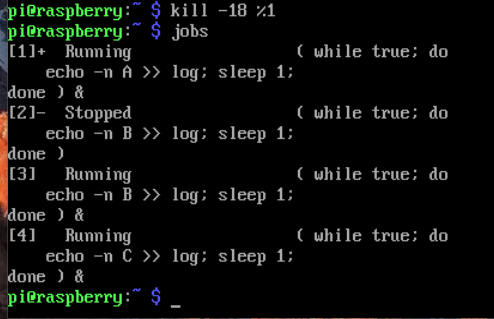 pi@raspberry:~ $ kill -18 %1
pi@raspberry:~ $ jobs
[1]+  Running                 ( while true; do
    echo -n A >> log; sleep 1;
done ) &
[2]-  Stopped                 ( while true; do
    echo -n B >> log; sleep 1;
done )
[3]   Running                 ( while true; do
    echo -n B >> log; sleep 1;
done ) &
[4]   Running                 ( while true; do
    echo -n C >> log; sleep 1;
done ) &
pi@raspberry:~ $ _